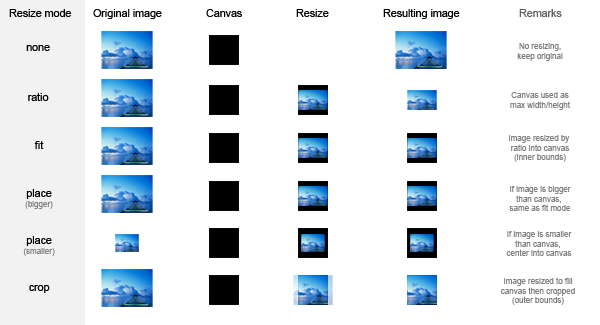 Resize mode Original image Canvas Resize Resulting image Remarks
none
No resizing,
keep original
ratio
Canvas used as
max width/height
fit
Image resized by
ratio into canvas
(inner bounds)
place
(bigger)
If image is bigger
than canvas,
same as fit mode
place
(smaller)
If image is smaller
than canvas,
center into canvas
crop
Image resized to fill
canvas then cropped
(outer bounds)